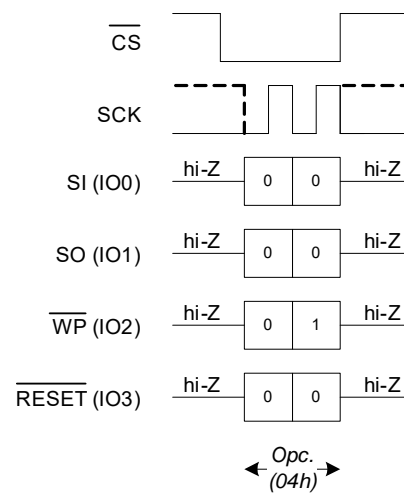 CS
SCK
SI (IO0) hi-Z 0 0 hi-Z
SO (IO1) hi-Z 0 0 hi-Z
WP (IO2) hi-Z 0 1 hi-Z
RESET (IO3) hi-Z 0 0 hi-Z
Opc.
(04h)